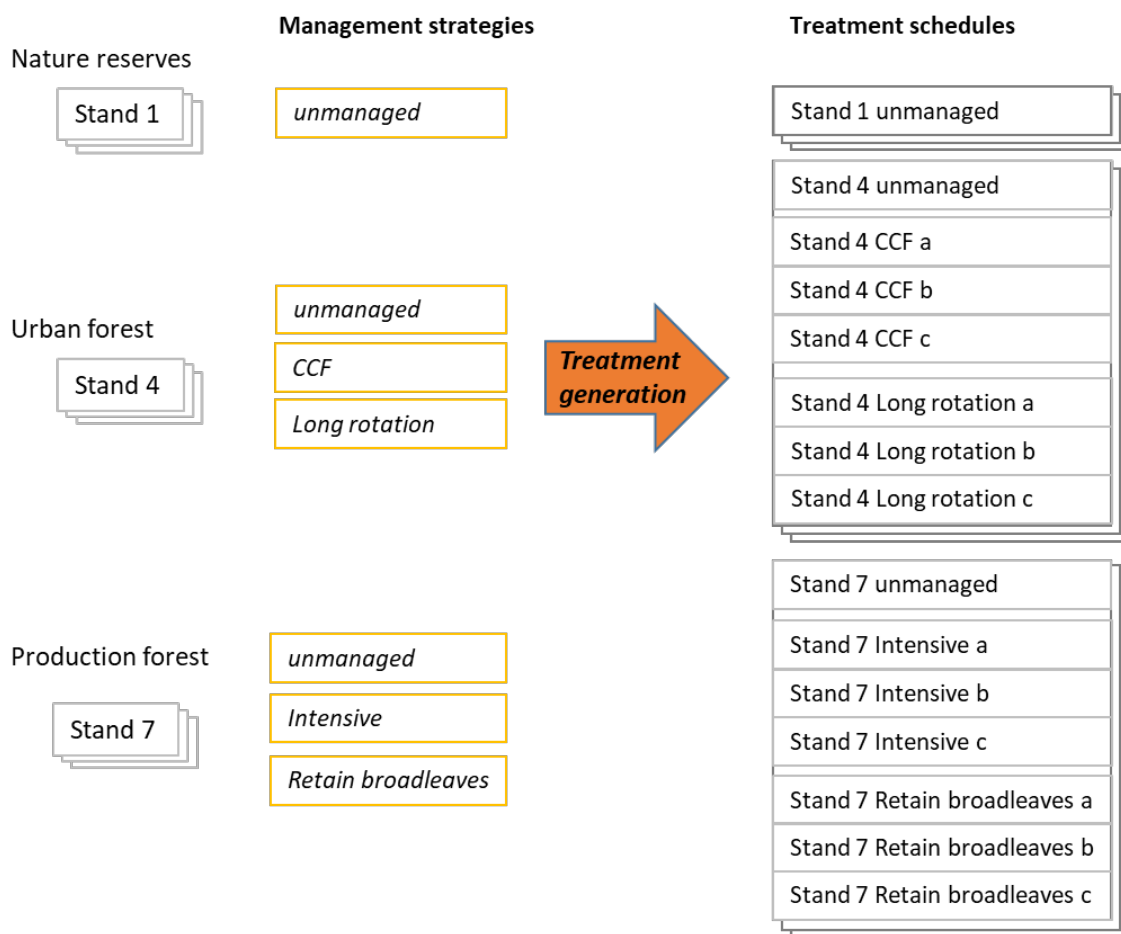 Management strategies
Treatment schedules
Nature reserves
Stand 1
unmanaged
Stand 1 unmanaged
Stand 4 unmanaged
Stand 4 CCF a
Stand 4 CCF b
Stand 4 CCF c
Stand 4 Long rotation a
Stand 4 Long rotation b
Stand 4 Long rotation c
Urban forest
Stand 4
unmanaged
CCF
Long rotation
Treatment
generation
Production forest
Stand 7
unmanaged
Intensive
Retain broadleaves
Stand 7 unmanaged
Stand 7 Intensive a
Stand 7 Intensive b
Stand 7 Intensive c
Stand 7 Retain broadleaves a
Stand 7 Retain broadleaves b
Stand 7 Retain broadleaves c